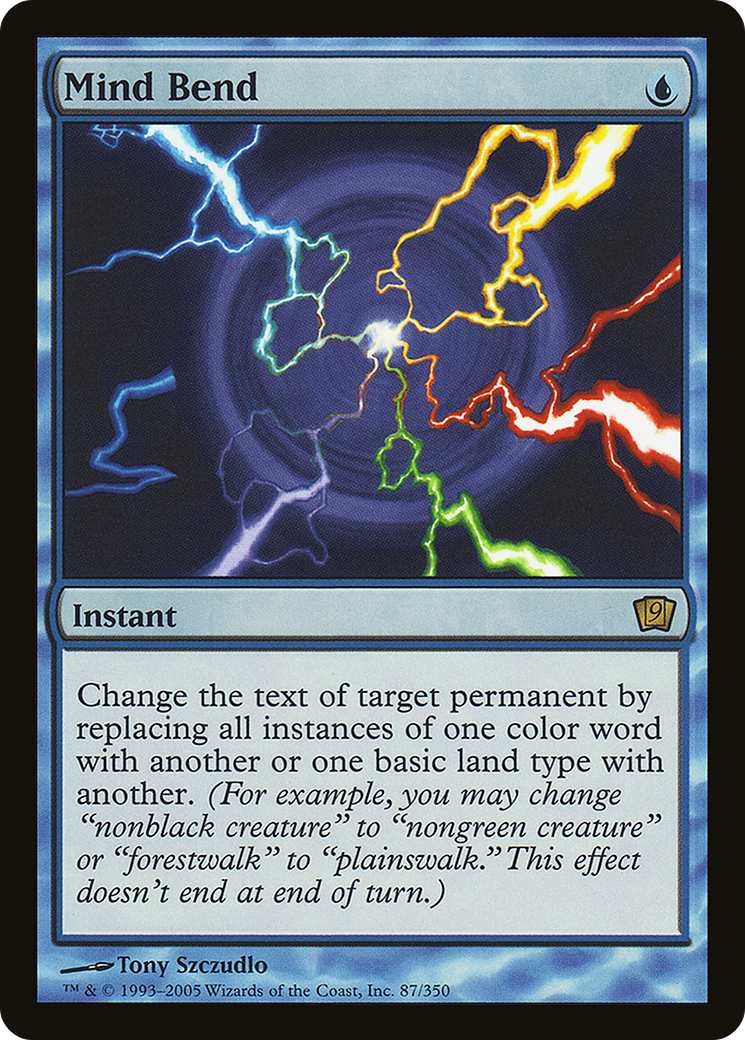 Mind Bend
Instant
9
Change the text of target permanent by
replacing all instances of one color word
with another or one basic land type with
another. (For example, you may change
“nonblack creature” to “nongreen creature”
or “forestwalk” to “plainswalk.” This effect
doesn’t end at end of turn.)
Tony Szczudlo
™ & © 1993–2005 Wizards of the Coast, Inc. 87/350